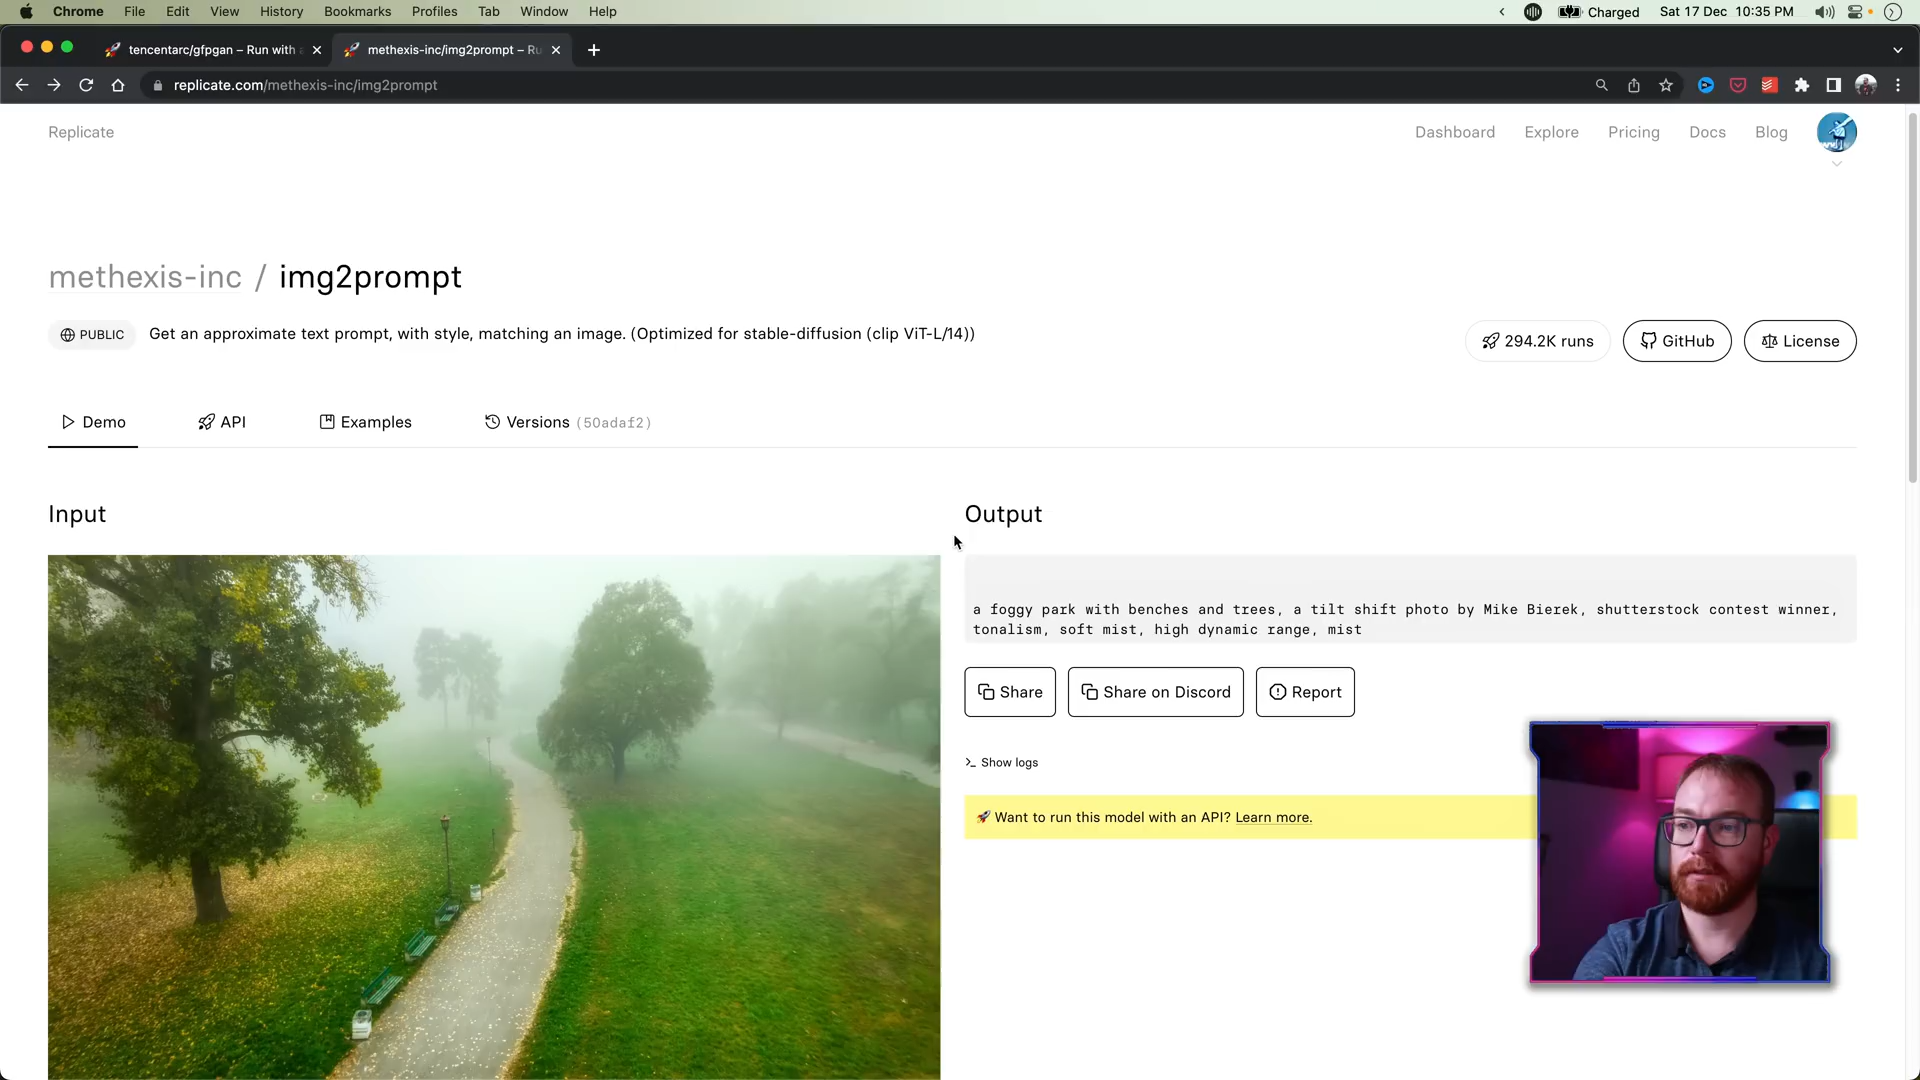 Chrome File Edit View History Bookmarks Profiles Tab Window Help
Charged Sat 17 Dec 10:35 PM
tencentarc/gfpgan – Run with a
methexis-inc/img2prompt – Ru
replicate.com/methexis-inc/img2prompt
Replicate
Dashboard Explore Pricing Docs Blog
methexis-inc / img2prompt
PUBLIC Get an approximate text prompt, with style, matching an image. (Optimized for stable-diffusion (clip ViT-L/14))
294.2K runs GitHub License
Demo API Examples Versions (50adaf2)
Input
Output
a foggy park with benches and trees, a tilt shift photo by Mike Bierek, shutterstock contest winner,
tonalism, soft mist, high dynamic range, mist
Share Share on Discord Report
>_ Show logs
Want to run this model with an API? Learn more.